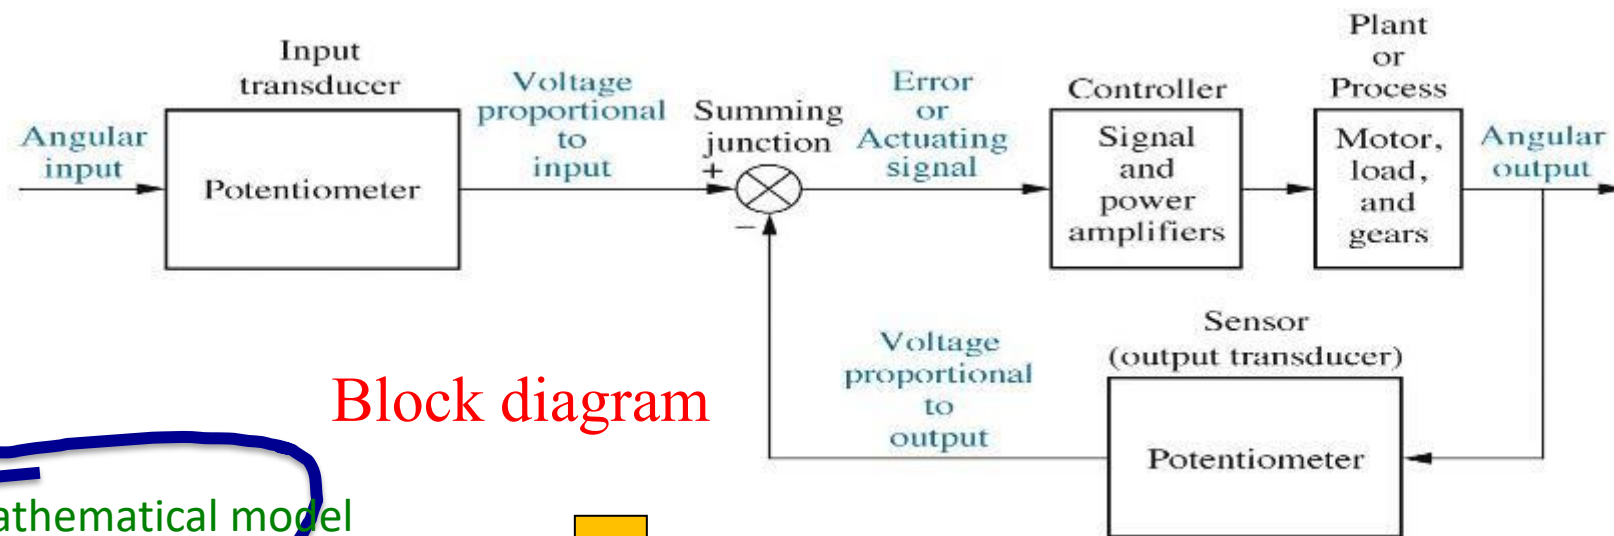 Input
transducer
Angular
input
Potentiometer
Voltage
proportional
to
input
Summing
junction
+
−
Error
or
Actuating
signal
Controller
Signal
and
power
amplifiers
Plant
or
Process
Motor,
load,
and
gears
Angular
output
Sensor
(output transducer)
Potentiometer
Voltage
proportional
to
output
Block diagram
athematical model